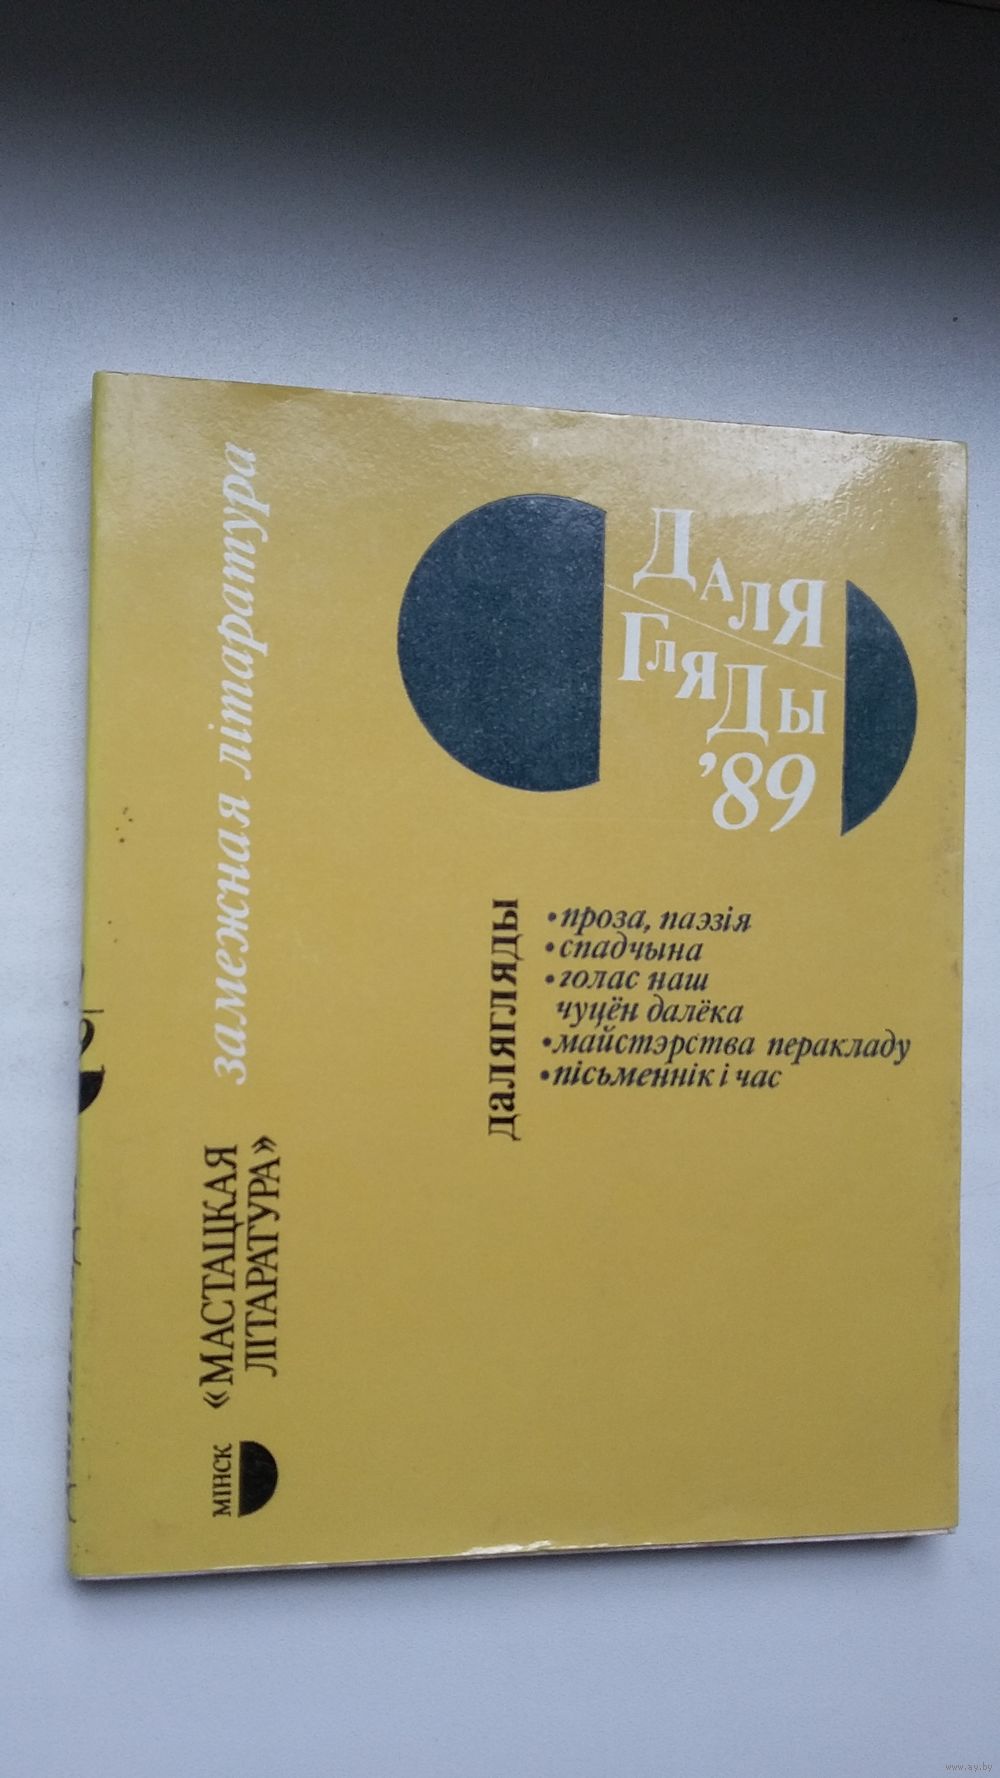 замежная літаратура
ДАЛЯ
ГЛЯДЫ
'89
ДАЛЯГЛЯДЫ
•проза, паэзія
•спадчына
•голас наш
чуцён далёка
•майстэрства перакладу
•пісьменнік і час
МІНСК
«МАСТАЦКАЯ
ЛІТАРАТУРА»
www.ay.by